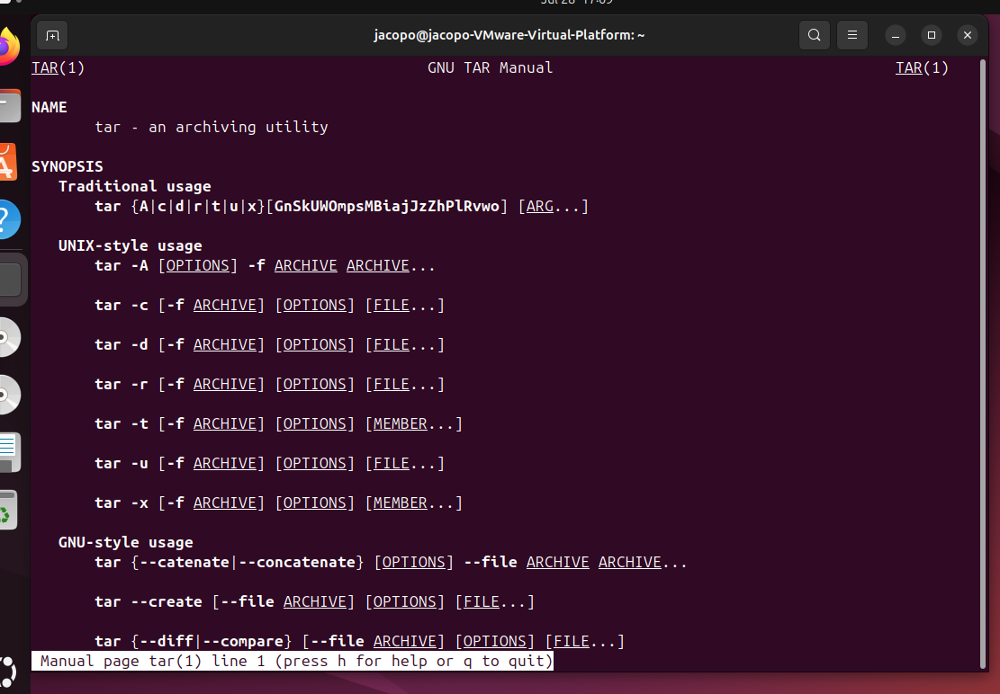 jacopo@jacopo-VMware-Virtual-Platform: ~
TAR(1) GNU TAR Manual TAR(1)
NAME
tar - an archiving utility
SYNOPSIS
Traditional usage
tar {A|c|d|r|t|u|x}[GnSkUWOmpsMBiajJzZhPlRvwo] [ARG...]
UNIX-style usage
tar -A [OPTIONS] -f ARCHIVE ARCHIVE...
tar -c [-f ARCHIVE] [OPTIONS] [FILE...]
tar -d [-f ARCHIVE] [OPTIONS] [FILE...]
tar -r [-f ARCHIVE] [OPTIONS] [FILE...]
tar -t [-f ARCHIVE] [OPTIONS] [MEMBER...]
tar -u [-f ARCHIVE] [OPTIONS] [FILE...]
tar -x [-f ARCHIVE] [OPTIONS] [MEMBER...]
GNU-style usage
tar {--catenate|--concatenate} [OPTIONS] --file ARCHIVE ARCHIVE...
tar --create [--file ARCHIVE] [OPTIONS] [FILE...]
tar {--diff|--compare} [--file ARCHIVE] [OPTIONS] [FILE...]
Manual page tar(1) line 1 (press h for help or q to quit)